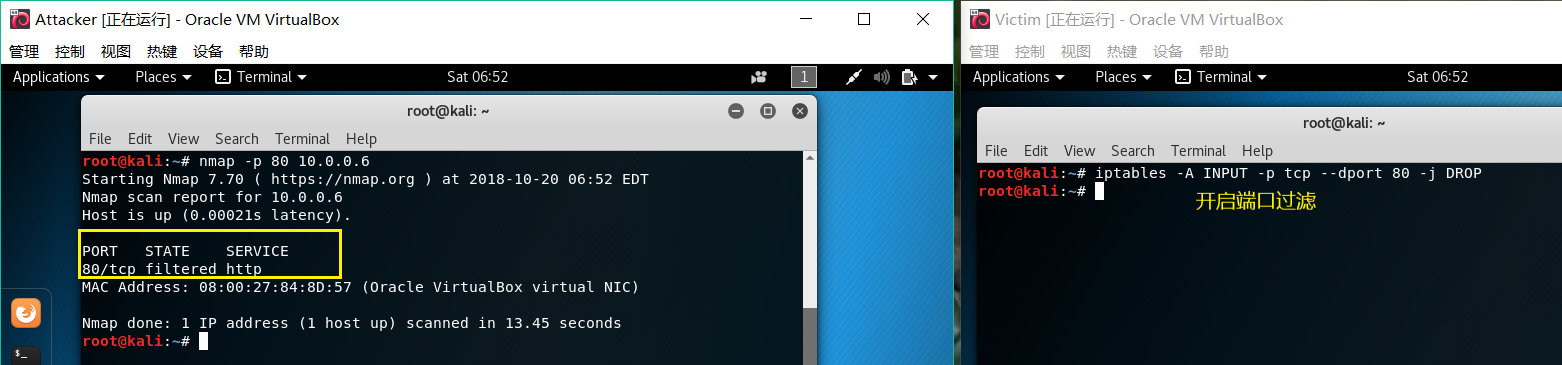 Attacker [正在运行] - Oracle VM VirtualBox
管理 控制 视图 热键 设备 帮助
Applications Places Terminal Sat 06:52 1
root@kali: ~
File Edit View Search Terminal Help
root@kali:~# nmap -p 80 10.0.0.6
Starting Nmap 7.70 ( https://nmap.org ) at 2018-10-20 06:52 EDT
Nmap scan report for 10.0.0.6
Host is up (0.00021s latency).
PORT STATE SERVICE
80/tcp filtered http
MAC Address: 08:00:27:84:8D:57 (Oracle VirtualBox virtual NIC)
Nmap done: 1 IP address (1 host up) scanned in 13.45 seconds
root@kali:~#
$_
Victim [正在运行] - Oracle VM VirtualBox
管理 控制 视图 热键 设备 帮助
Applications Places Terminal Sat 06:52
root@kali: ~
File Edit View Search Terminal Help
root@kali:~# iptables -A INPUT -p tcp --dport 80 -j DROP
root@kali:~#
开启端口过滤